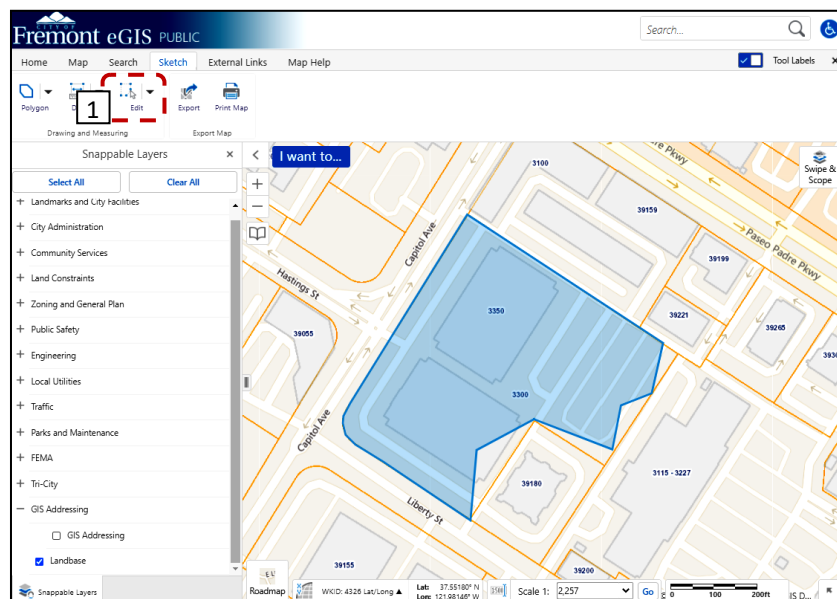 CITY OF
Fremont eGIS PUBLIC
Search...
Home Map Search Sketch External Links Map Help
Tool Labels ×
Polygon
1
Edit
Export
Print Map
Drawing and Measuring
Export Map
Snappable Layers ×
I want to...
Swipe &
Scope
Select All
Clear All
+ Landmarks and City Facilities
+ City Administration
+ Community Services
+ Land Constraints
+ Zoning and General Plan
+ Public Safety
+ Engineering
+ Local Utilities
+ Traffic
+ Parks and Maintenance
+ FEMA
+ Tri-City
− GIS Addressing
GIS Addressing
Landbase
Snappable Layers
3100
Padre Pkwy
39159
Paseo Padre Pkwy
39199
Capitol Ave
Hastings St
39055
3350
39221
39265
3300
Capitol Ave
3115 - 3227
39180
Liberty St
39155
39200
Roadmap
WKID: 4326 Lat/Long ▲
Lat: 37.55180° N
Lon: 121.98146° W
Scale 1: 2,257
Go
0 100 200ft